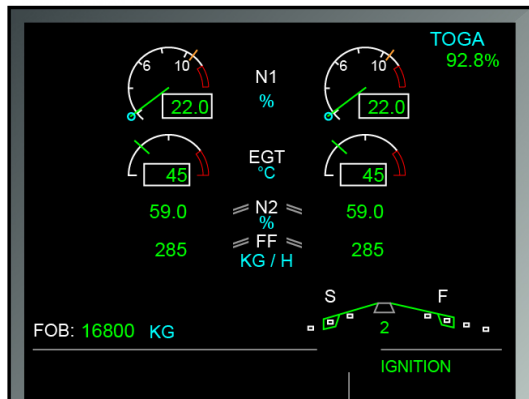 TOGA
92.8%
6 10 N1 6 10
22.0 % 22.0
EGT
45 °C 45
59.0 N2 59.0
%
285 FF 285
KG / H
S F
2
FOB: 16800 KG
IGNITION